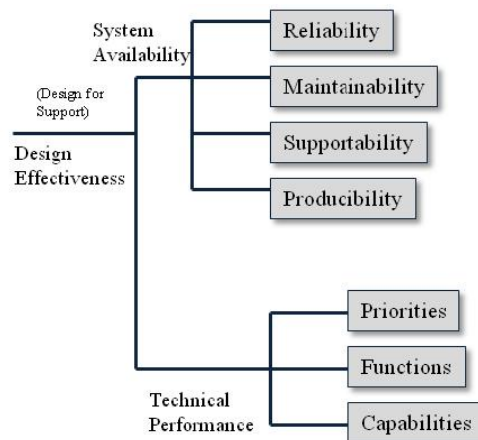 System
Availability
Reliability
Maintainability
(Design for
Support)
Supportability
Design
Effectiveness
Producibility
Priorities
Functions
Technical
Performance
Capabilities